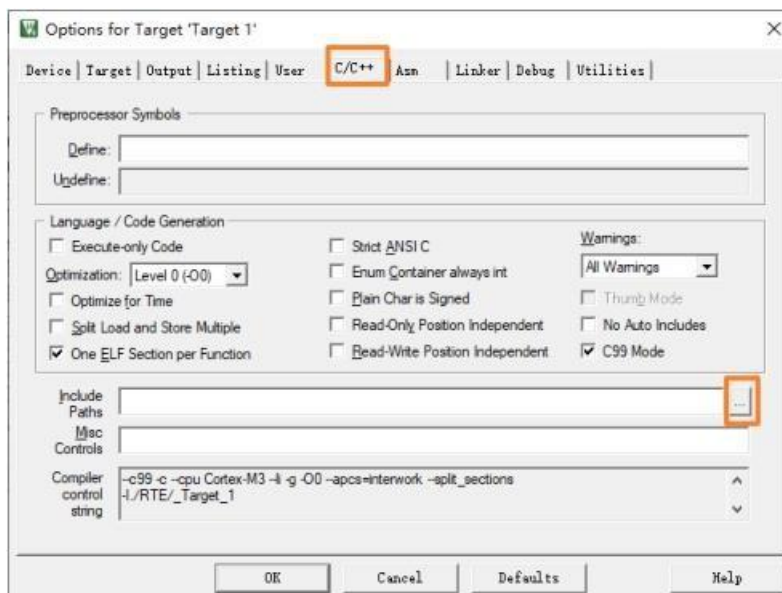 Options for Target 'Target 1'
Device | Target | Output | Listing | User C/C++ Asm | Linker | Debug | Utilities |
Preprocessor Symbols
Define:
Undefine:
Language / Code Generation
Execute-only Code
Strict ANSI C
Warnings:
Optimization: Level 0 (-O0)
Enum Container always int
All Warnings
Optimize for Time
Plain Char is Signed
Thumb Mode
Split Load and Store Multiple
Read-Only Position Independent
No Auto Includes
One ELF Section per Function
Read-Write Position Independent
C99 Mode
Include
Paths
...
Misc
Controls
Compiler
control
string
--c99 -c --cpu Cortex-M3 --li -g -O0 --apcs=interwork --split_sections
-I./RTE/_Target_1
OK Cancel Defaults Help